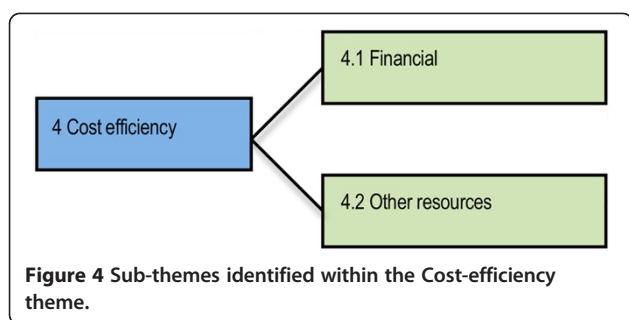 4.1 Financial
4 Cost efficiency
4.2 Other resources
Figure 4 Sub-themes identified within the Cost-efficiency
theme.